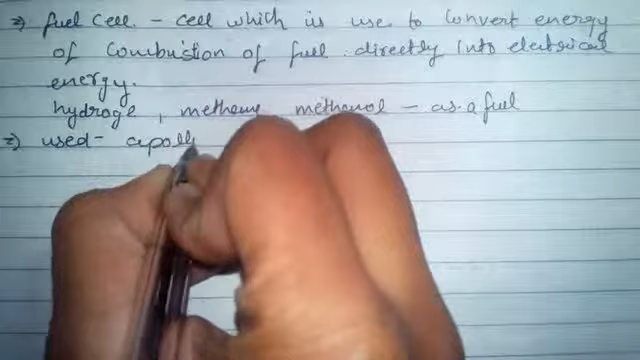 =) fuel cell. - cell which is use to convert energy
of combustion of fuel directly into electrical
energy.
hydroge, methene methanol - as a fuel
=) used - apoll